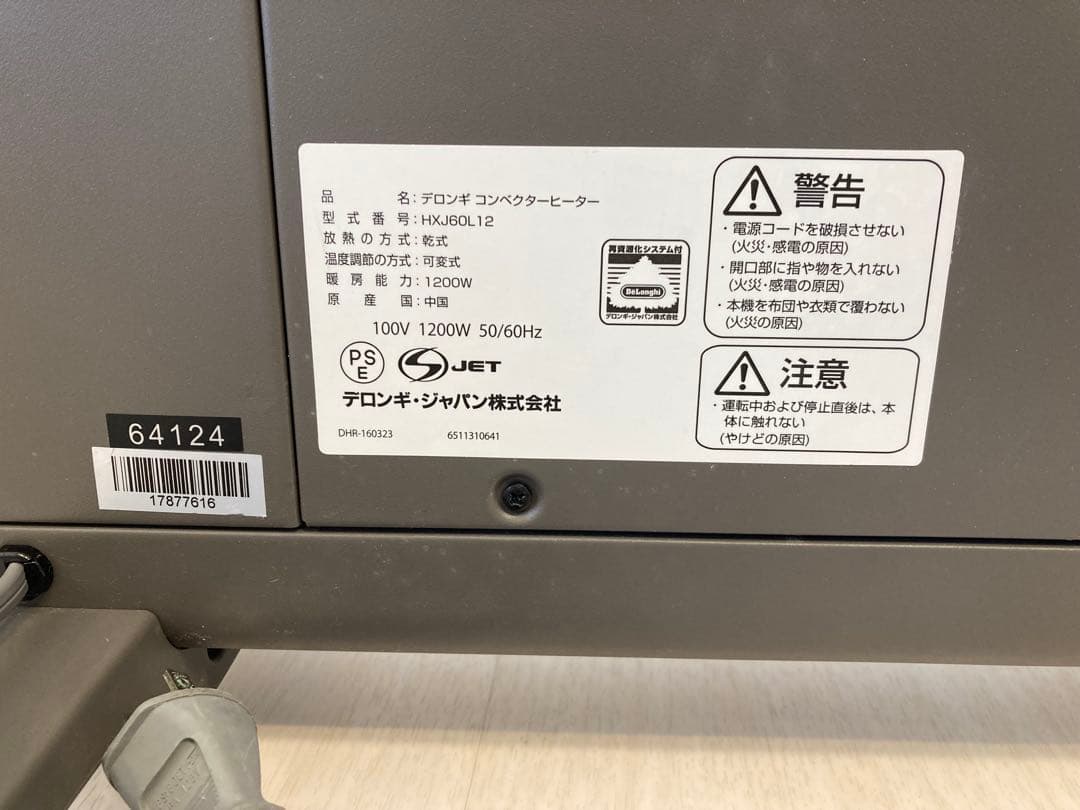 品名：デロンギ コンベクターヒーター
型式番号：HXJ60L12
放熱の方式：乾式
温度調節の方式：可変式
暖房能力：1200W
原産国：中国
100V 1200W 50/60Hz
PS
E
S JET
デロンギ・ジャパン株式会社
DHR-160323 6511310641
再資源化システム付
DeLonghi
デロンギ・ジャパン株式会社
警告
・電源コードを破損させない
(火災・感電の原因)
・開口部に指や物を入れない
(火災・感電の原因)
・本機を布団や衣類で覆わない
(火災の原因)
注意
・運転中および停止直後は、本
体に触れない
(やけどの原因)
64124
17877616